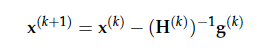 x^(k+1) = x^(k) − (H^(k))^−1 g^(k)